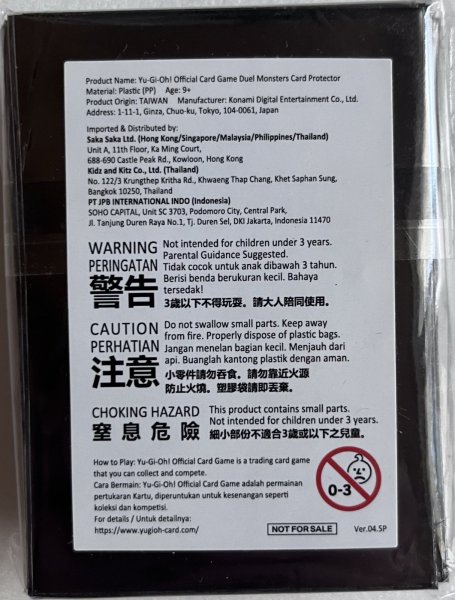 Product Name: Yu-Gi-Oh! Official Card Game Duel Monsters Card Protector
Material: Plastic (PP) Age: 9+
Product Origin: TAIWAN Manufacturer: Konami Digital Entertainment Co., Ltd.
Address: 1-11-1, Ginza, Chuo-ku, Tokyo, 104-0061, Japan
Imported & Distributed by:
Saka Saka Ltd. (Hong Kong/Singapore/Malaysia/Philippines/Thailand)
Unit A, 11th Floor, Ka Ming Court,
688-690 Castle Peak Rd., Kowloon, Hong Kong
Kidz and Kitz Co., Ltd. (Thailand)
No. 122/3 Krungthep Kritha Rd., Khwaeng Thap Chang, Khet Saphan Sung,
Bangkok 10250, Thailand
PT JPB INTERNATIONAL INDO (Indonesia)
SOHO CAPITAL, Unit SC 3703, Podomoro City, Central Park,
Jl. Tanjung Duren Raya No.1, Tj. Duren Sel, DKI Jakarta, Indonesia 11470
WARNING
PERINGATAN
警告
Not intended for children under 3 years.
Parental Guidance Suggested.
Tidak cocok untuk anak dibawah 3 tahun.
Berisi benda berukuran kecil. Bahaya
tersedak!
3歲以下不得玩耍。請大人陪同使用。
CAUTION
PERHATIAN
注意
Do not swallow small parts. Keep away
from fire. Properly dispose of plastic bags.
Jangan menelan bagian kecil. Menjauh dari
api. Buanglah kantong plastik dengan aman.
小零件請勿吞食。請勿靠近火源
防止火燒。塑膠袋請即丟棄。
CHOKING HAZARD
窒息危險
This product contains small parts.
Not intended for children under 3 years.
細小部份不適合3歲或以下之兒童。
How to Play: Yu-Gi-Oh! Official Card Game is a trading card game
that you can collect and compete.
Cara Bermain: Yu-Gi-Oh! Official Card Game adalah permainan
pertukaran Kartu, diperuntukan untuk kesenangan seperti
koleksi dan kompetisi.
For details / Untuk detailnya:
https://www.yugioh-card.com/
0-3
NOT FOR SALE
Ver.04.5P